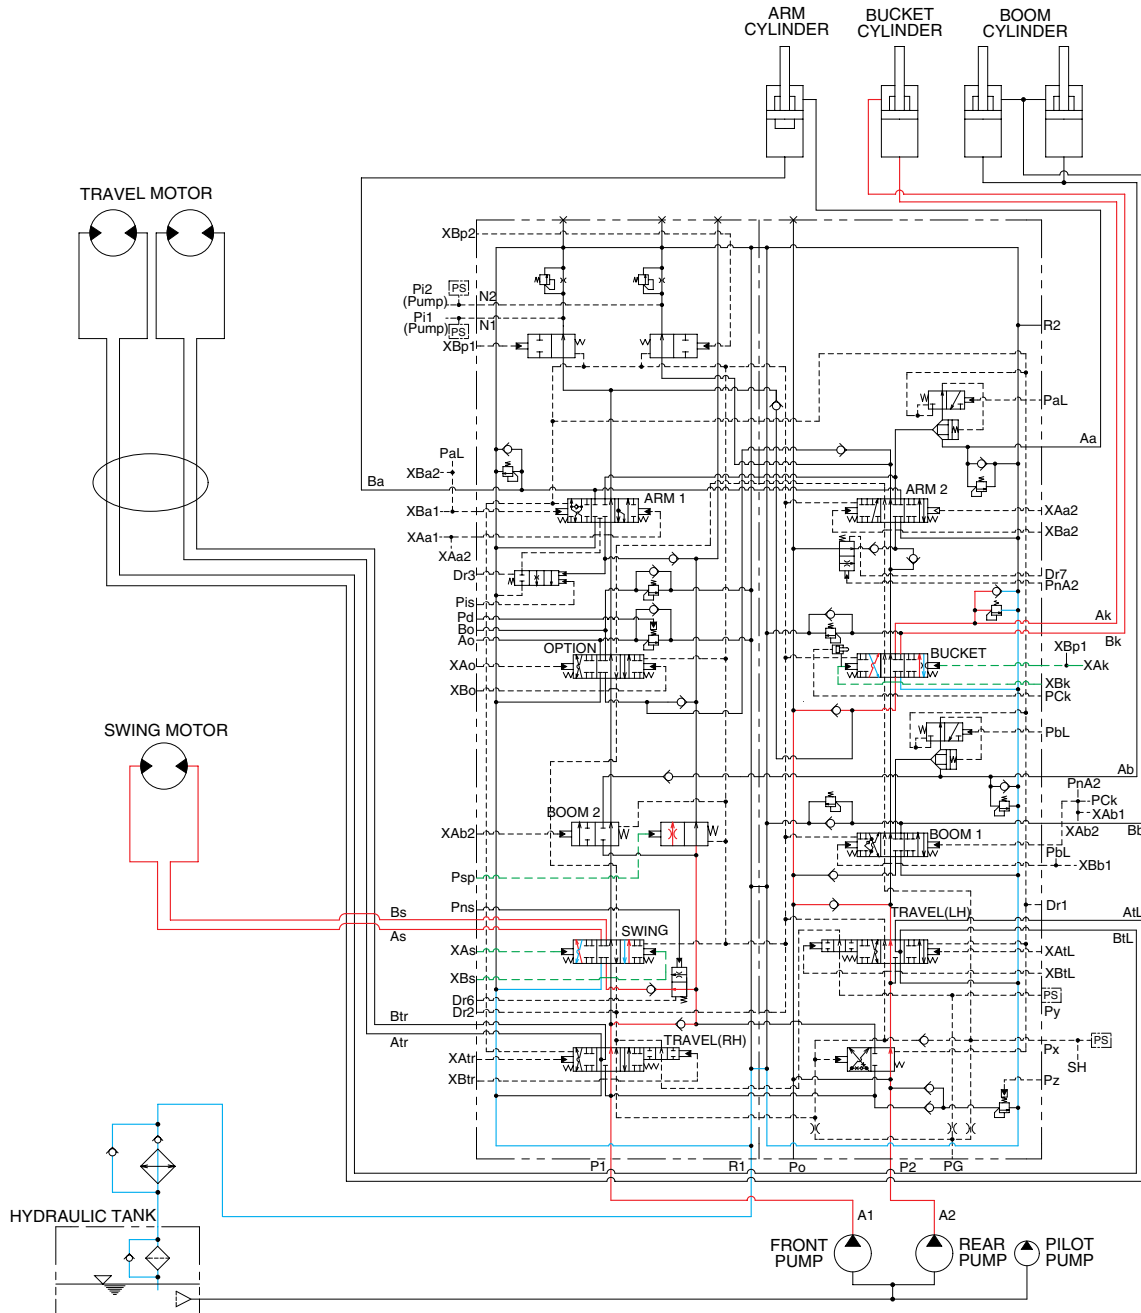 ARM
CYLINDER
BUCKET
CYLINDER
BOOM
CYLINDER
TRAVEL MOTOR
XBp2
Pi2
(Pump)
PS
N2
Pi1
(Pump)
PS
N1
XBp1
R2
PaL
Aa
PaL
XBa2
Ba
XBa1
ARM 1
ARM 2
XAa2
XBa2
XAa1
XAa2
Dr3
Dr7
PnA2
Pis
Pd
Bo
Ao
Ak
Bk
OPTION
BUCKET
XBp1
XAk
XAo
XBo
XBk
PCk
SWING MOTOR
PbL
Ab
PnA2
PCk
XAb1
XAb2
BOOM 2
BOOM 1
Bb
XAb2
PbL
XBb1
Psp
Pns
Dr1
Bs
As
SWING
TRAVEL(LH)
AtL
BtL
XAs
XAtL
XBs
XBtL
Dr6
Dr2
PS
Py
Btr
Atr
TRAVEL(RH)
Px
PS
SH
XAtr
XBtr
Pz
P1
R1
Po
P2
PG
HYDRAULIC TANK
A1
A2
FRONT
PUMP
REAR
PUMP
PILOT
PUMP